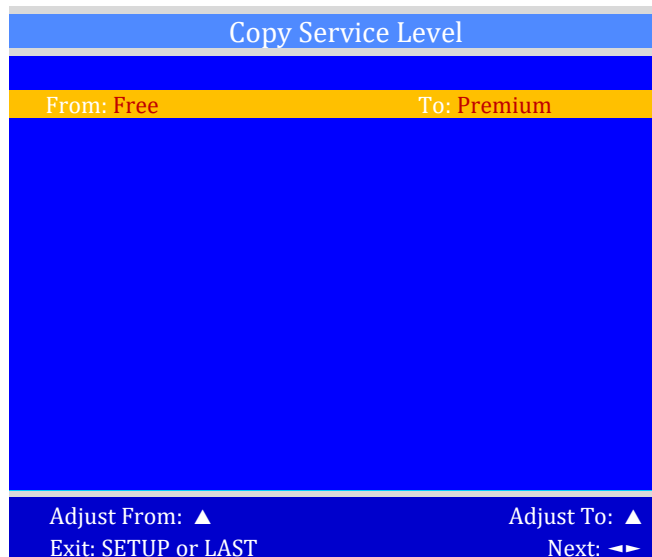 Copy Service Level
From: Free To: Premium
Adjust From: ▲ Adjust To: ▲
Exit: SETUP or LAST Next: ◄►